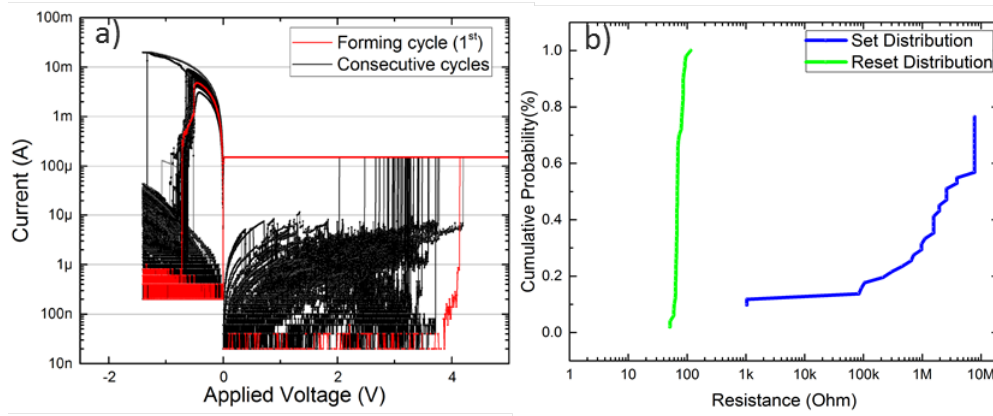 a)
Forming cycle (1st)
Consecutive cycles
Current (A)
100m
10m
1m
100µ
10µ
1µ
100n
10n
-2 0 2 4
Applied Voltage (V)
b)
Set Distribution
Reset Distribution
Cumulative Probability(%)
1.0
0.8
0.6
0.4
0.2
0.0
1 10 100 1k 10k 100k 1M 10M
Resistance (Ohm)